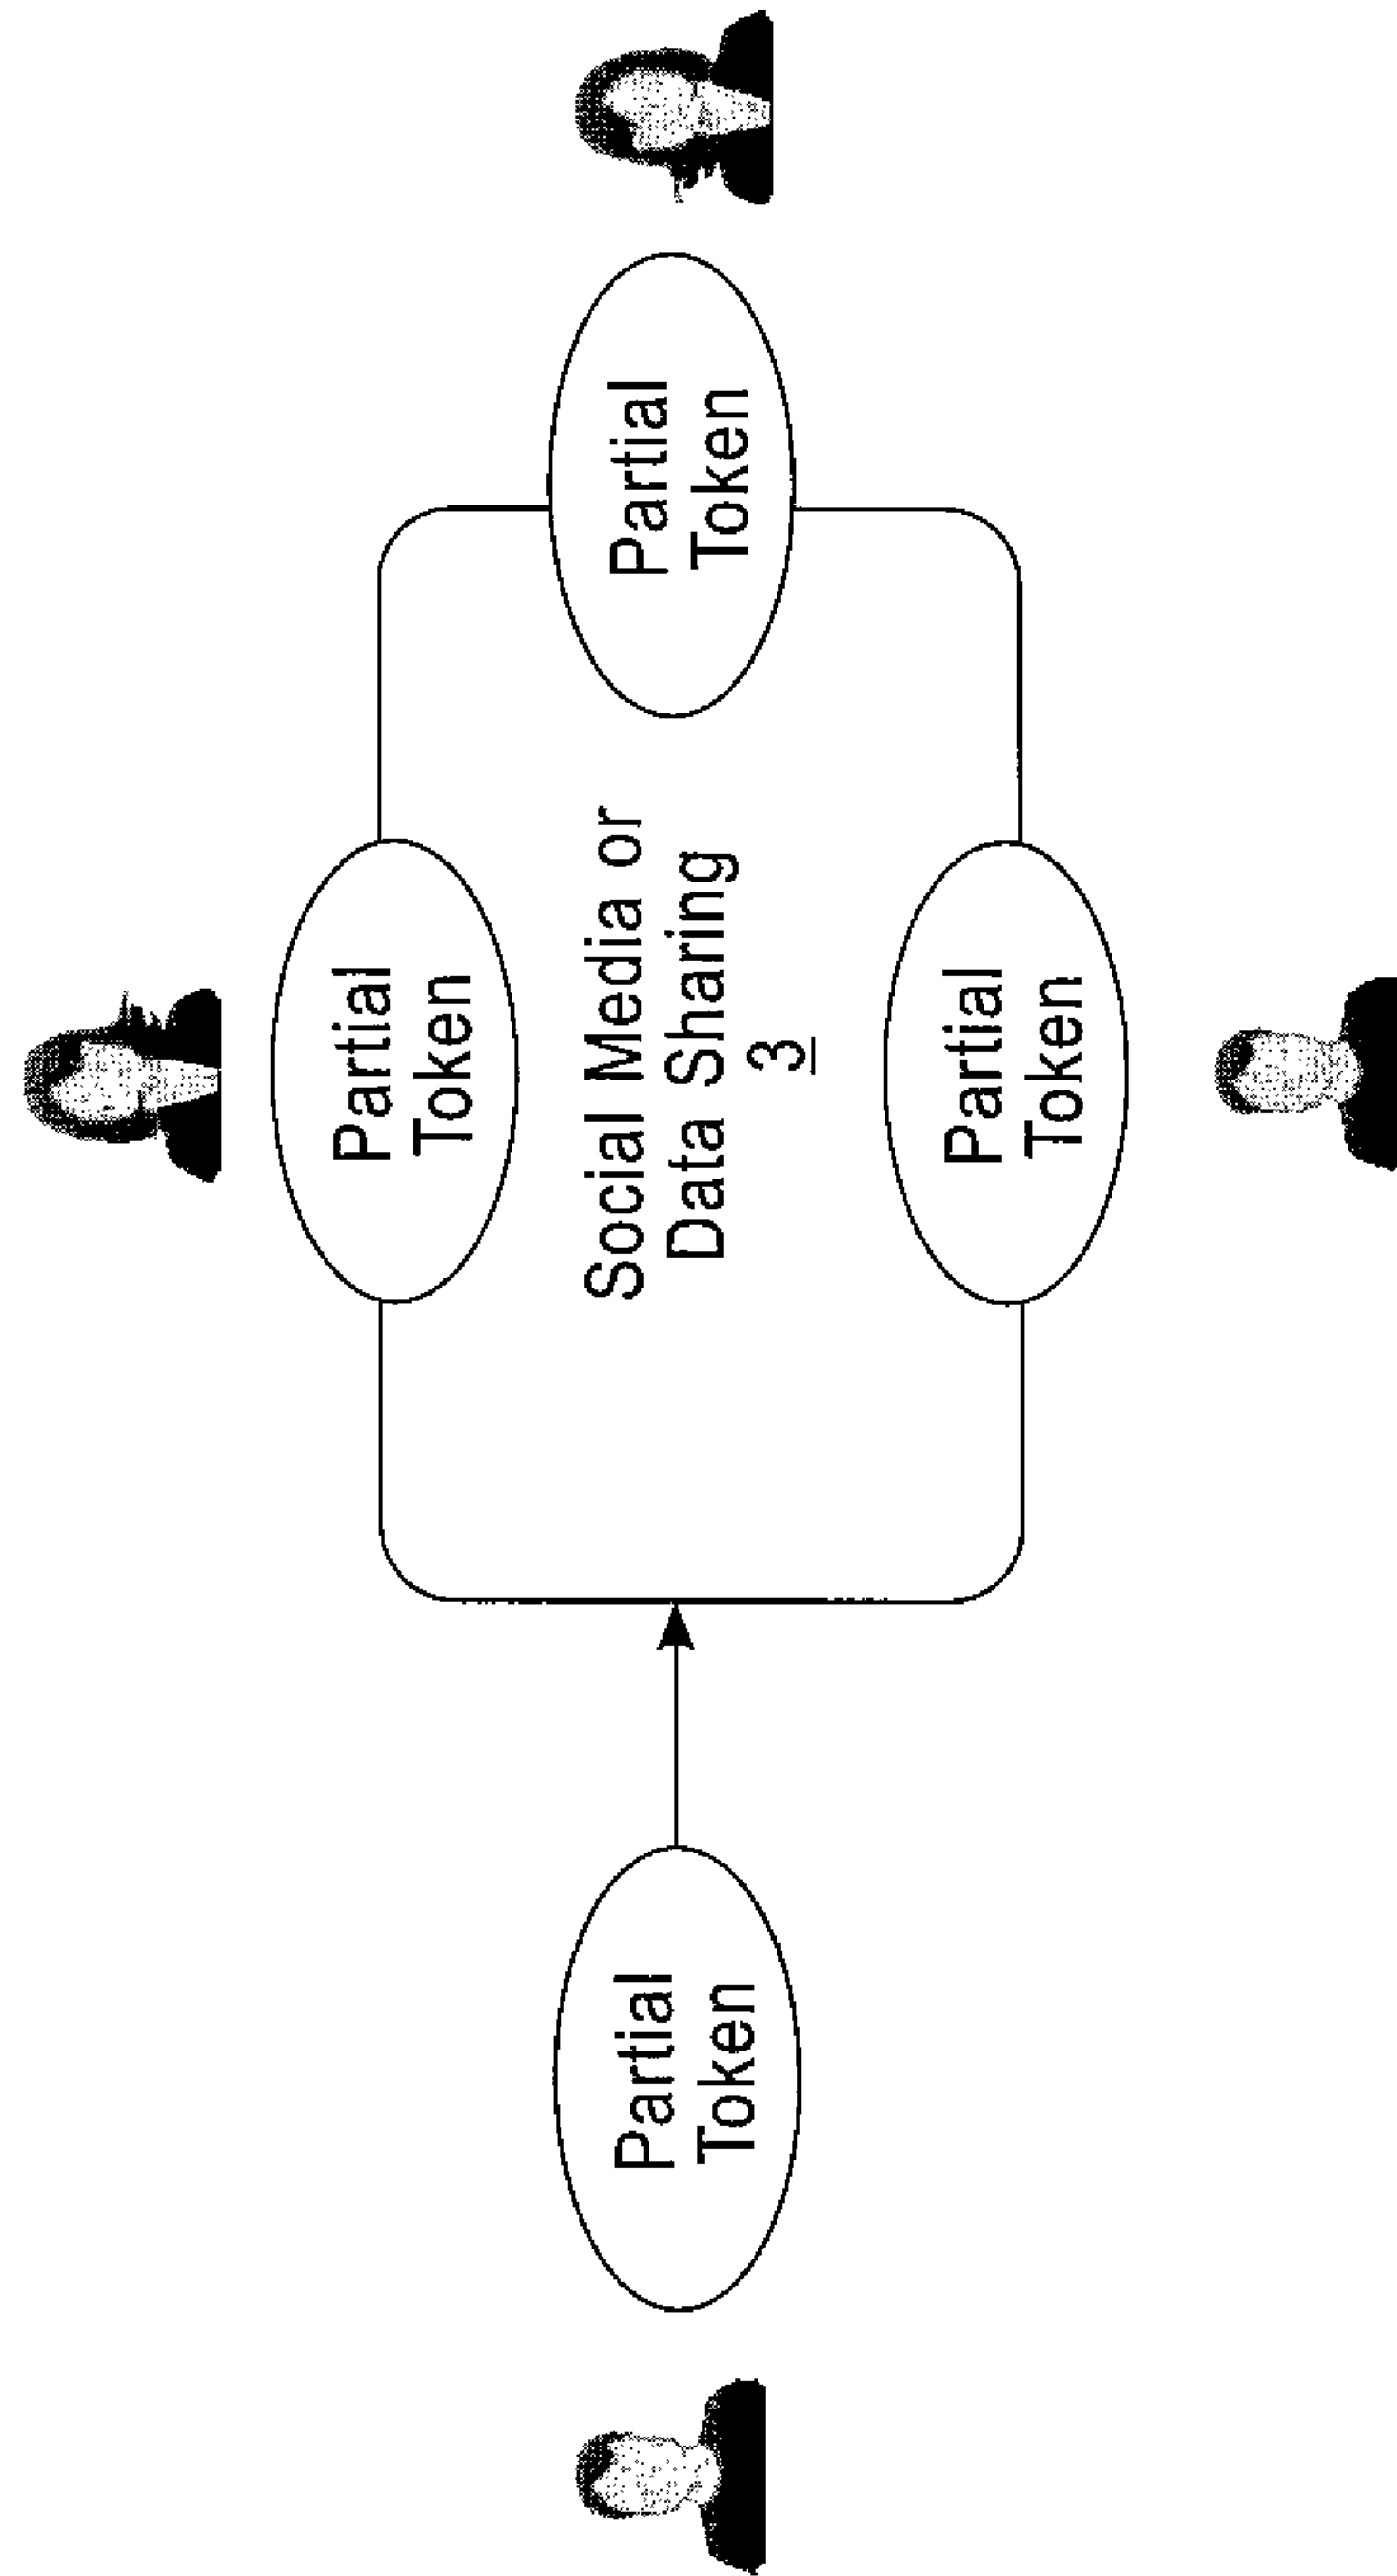 Partial
Token
Partial
Token
Social Media or
Data Sharing
3
Partial
Token
Partial
Token